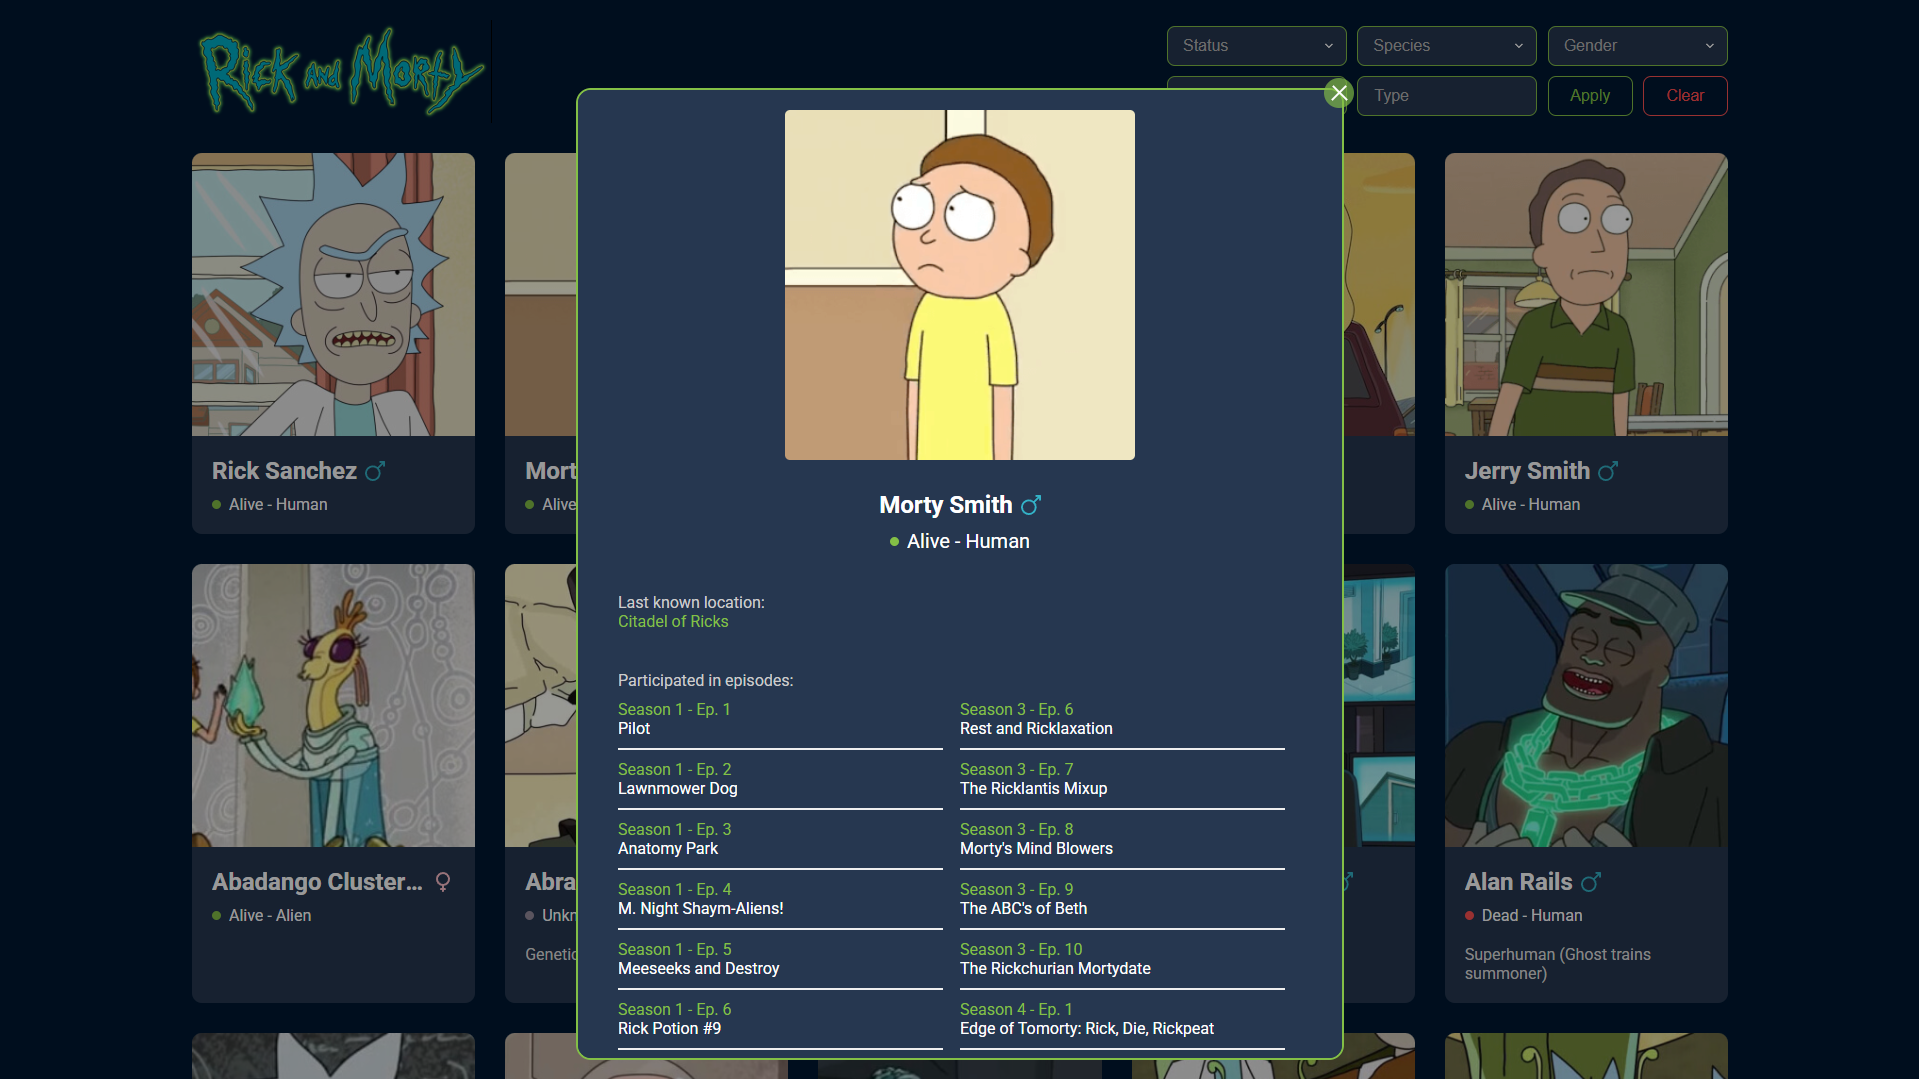 Rick and Morty
Status
Species
Gender
Type
Apply
Clear
Rick Sanchez
Alive - Human
Mort
Alive
Jerry Smith
Alive - Human
Morty Smith
Alive - Human
Last known location:
Citadel of Ricks
Participated in episodes:
Season 1 - Ep. 1
Pilot
Season 1 - Ep. 2
Lawnmower Dog
Season 1 - Ep. 3
Anatomy Park
Season 1 - Ep. 4
M. Night Shaym-Aliens!
Season 1 - Ep. 5
Meeseeks and Destroy
Season 1 - Ep. 6
Rick Potion #9
Season 3 - Ep. 6
Rest and Ricklaxation
Season 3 - Ep. 7
The Ricklantis Mixup
Season 3 - Ep. 8
Morty's Mind Blowers
Season 3 - Ep. 9
The ABC's of Beth
Season 3 - Ep. 10
The Rickchurian Mortydate
Season 4 - Ep. 1
Edge of Tomorty: Rick, Die, Rickpeat
Abadango Cluster...
Alive - Alien
Abra
Unkn
Genetic
Alan Rails
Dead - Human
Superhuman (Ghost trains
summoner)